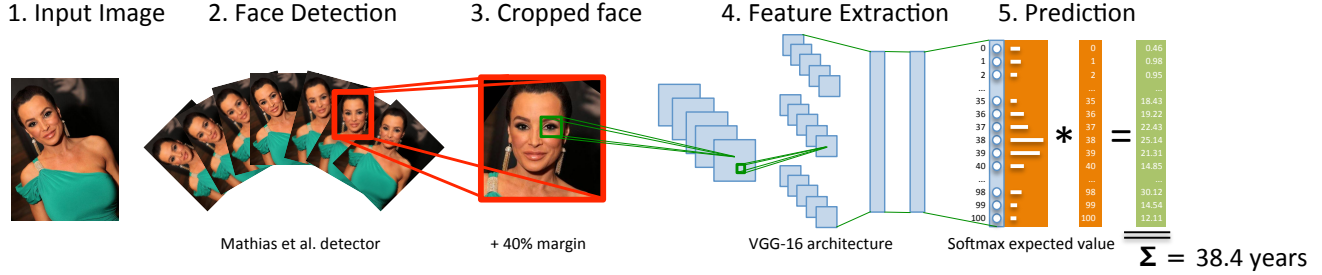 1. Input Image 2. Face Detection 3. Cropped face 4. Feature Extraction 5. Prediction
0 0 0.46
1 1 0.98
2 2 0.95
... ... ...
35 35 18.43
36 36 19.22
37 37 22.43
38 * 38 = 25.14
39 39 21.31
40 40 14.85
... ... ...
98 98 30.12
99 99 14.54
100 100 12.11
Mathias et al. detector + 40% margin VGG-16 architecture Softmax expected value
Σ = 38.4 years